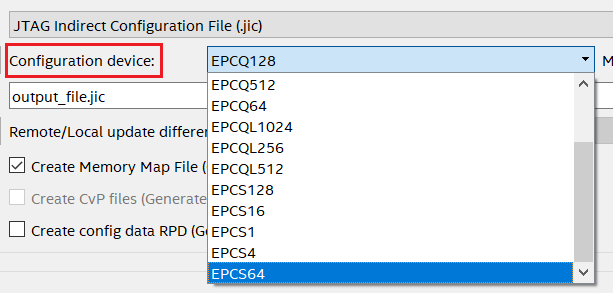 JTAG Indirect Configuration File (.jic)
Configuration device:
EPCQ128
M
EPCQ512
output_file.jic
EPCQ64
EPCQL1024
Remote/Local update differen
EPCQL256
Create Memory Map File (
EPCQL512
EPCS128
Create CvP files (Generate
EPCS16
EPCS1
Create config data RPD (Ge
EPCS4
EPCS64